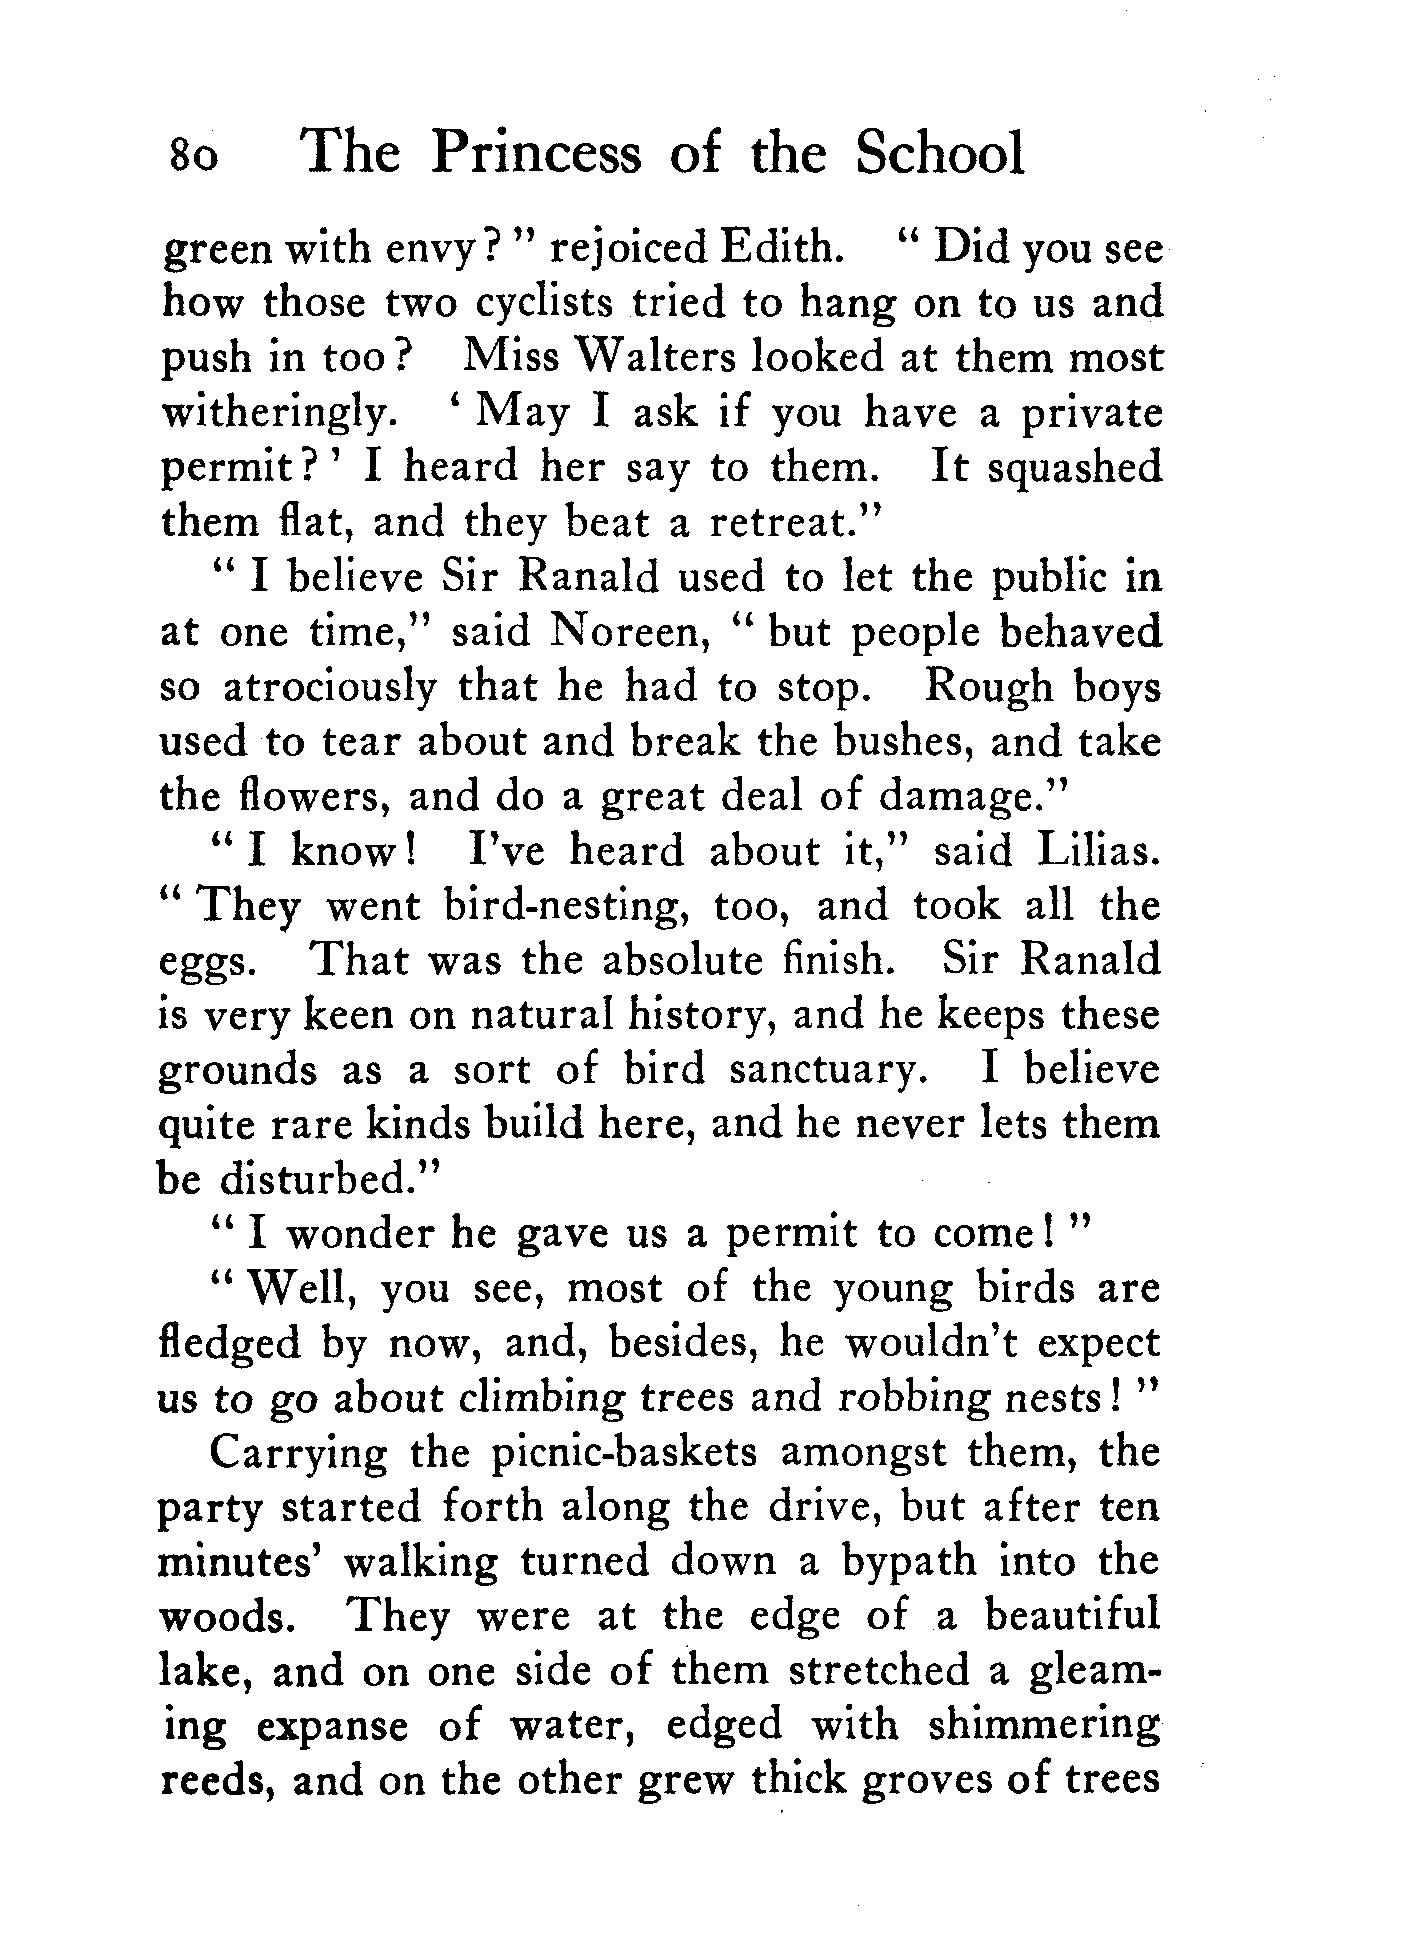 80 The Princess of the School
green with envy?" rejoiced Edith. "Did you see
how those two cyclists tried to hang on to us and
push in too? Miss Walters looked at them most
witheringly. 'May I ask if you have a private
permit?' I heard her say to them. It squashed
them flat, and they beat a retreat."
"I believe Sir Ranald used to let the public in
at one time," said Noreen, "but people behaved
so atrociously that he had to stop. Rough boys
used to tear about and break the bushes, and take
the flowers, and do a great deal of damage."
"I know! I've heard about it," said Lilias.
"They went bird-nesting, too, and took all the
eggs. That was the absolute finish. Sir Ranald
is very keen on natural history, and he keeps these
grounds as a sort of bird sanctuary. I believe
quite rare kinds build here, and he never lets them
be disturbed."
"I wonder he gave us a permit to come!"
"Well, you see, most of the young birds are
fledged by now, and, besides, he wouldn't expect
us to go about climbing trees and robbing nests!"
Carrying the picnic-baskets amongst them, the
party started forth along the drive, but after ten
minutes' walking turned down a bypath into the
woods. They were at the edge of a beautiful
lake, and on one side of them stretched a gleam-
ing expanse of water, edged with shimmering
reeds, and on the other grew thick groves of trees